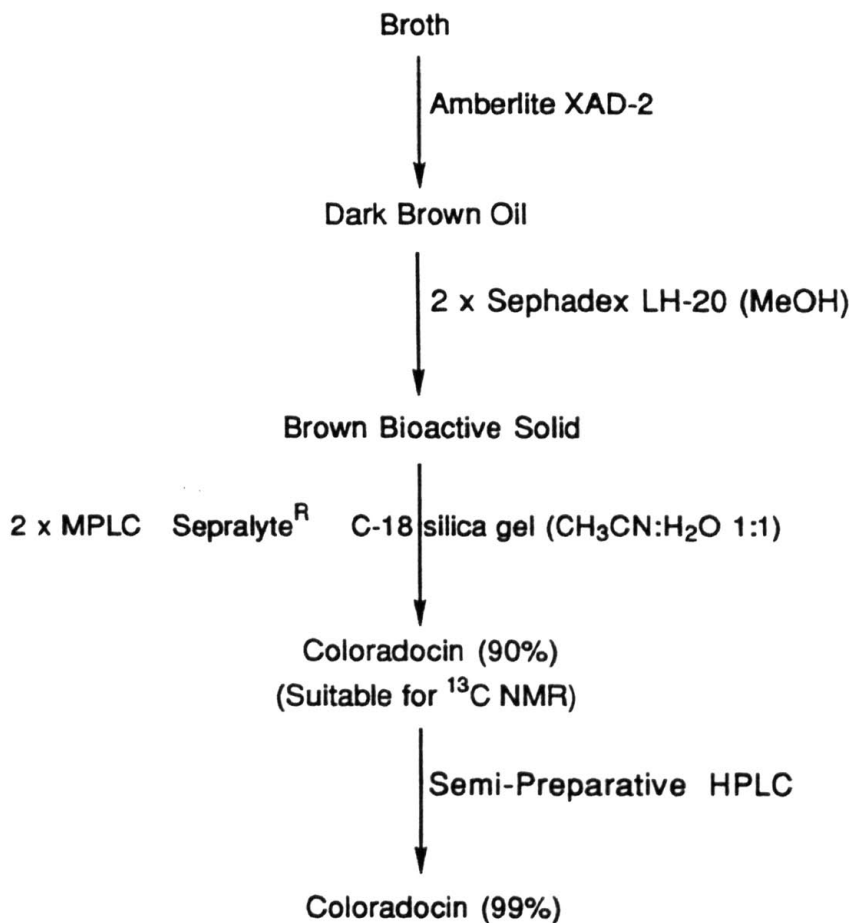 Broth
Amberlite XAD-2
Dark Brown Oil
2 x Sephadex LH-20 (MeOH)
Brown Bioactive Solid
2 x MPLC Sepralyte^R C-18 silica gel (CH₃CN:H₂O 1:1)
Coloradocin (90%)
(Suitable for ¹³C NMR)
Semi-Preparative HPLC
Coloradocin (99%)